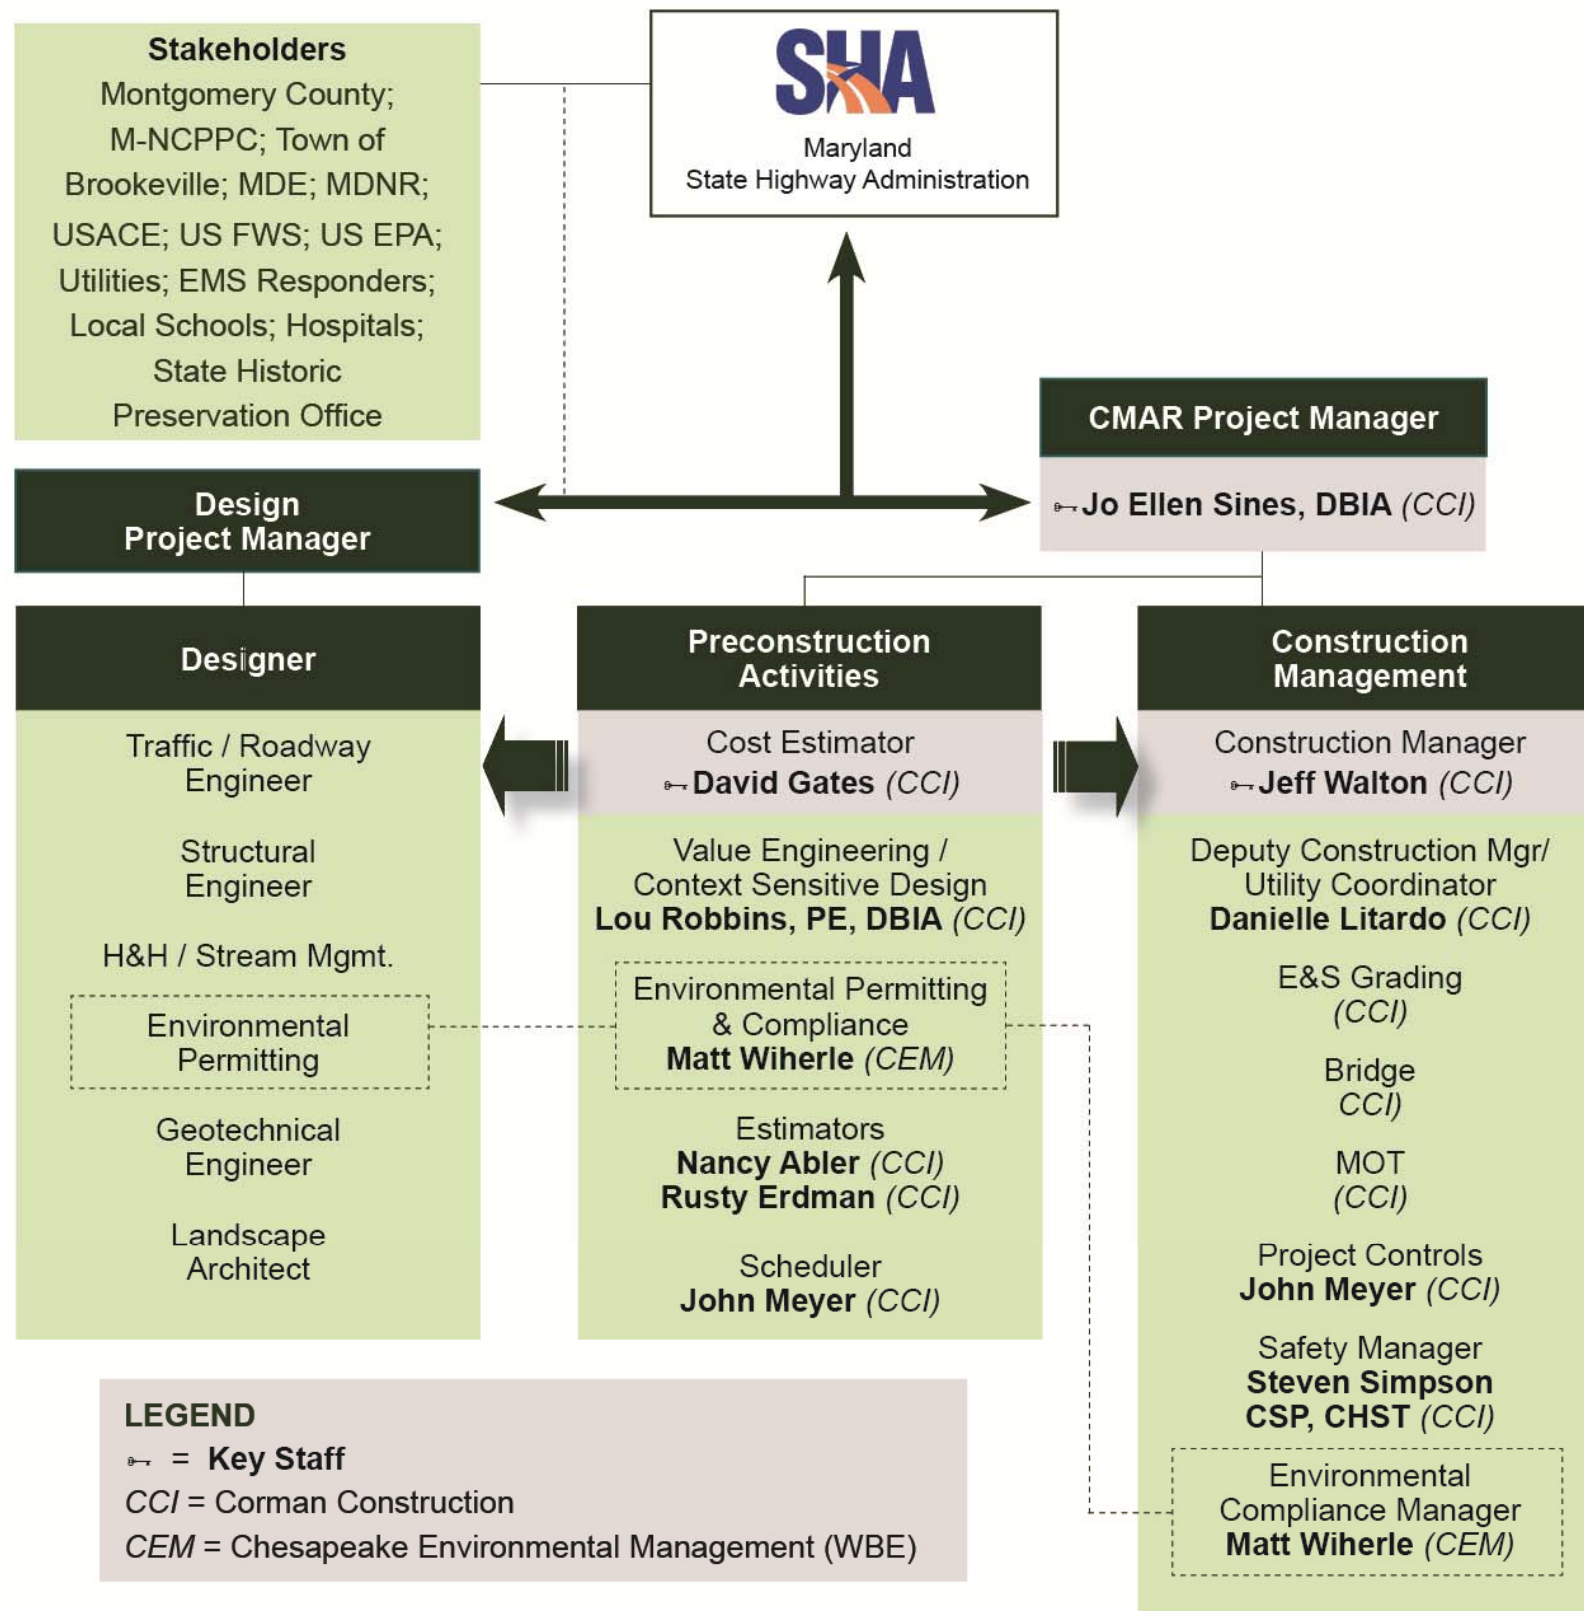 Stakeholders
Montgomery County;
M-NCPPC; Town of
Brookeville; MDE; MDNR;
USACE; US FWS; US EPA;
Utilities; EMS Responders;
Local Schools; Hospitals;
State Historic
Preservation Office
SHA
Maryland
State Highway Administration
CMAR Project Manager
Jo Ellen Sines, DBIA (CCI)
Design
Project Manager
Designer
Traffic / Roadway
Engineer
Structural
Engineer
H&H / Stream Mgmt.
Environmental
Permitting
Geotechnical
Engineer
Landscape
Architect
Preconstruction
Activities
Cost Estimator
David Gates (CCI)
Value Engineering /
Context Sensitive Design
Lou Robbins, PE, DBIA (CCI)
Environmental Permitting
& Compliance
Matt Wiherle (CEM)
Estimators
Nancy Abler (CCI)
Rusty Erdman (CCI)
Scheduler
John Meyer (CCI)
Construction
Management
Construction Manager
Jeff Walton (CCI)
Deputy Construction Mgr/
Utility Coordinator
Danielle Litardo (CCI)
E&S Grading
(CCI)
Bridge
CCI)
MOT
(CCI)
Project Controls
John Meyer (CCI)
Safety Manager
Steven Simpson
CSP, CHST (CCI)
Environmental
Compliance Manager
Matt Wiherle (CEM)
LEGEND
= Key Staff
CCI = Corman Construction
CEM = Chesapeake Environmental Management (WBE)